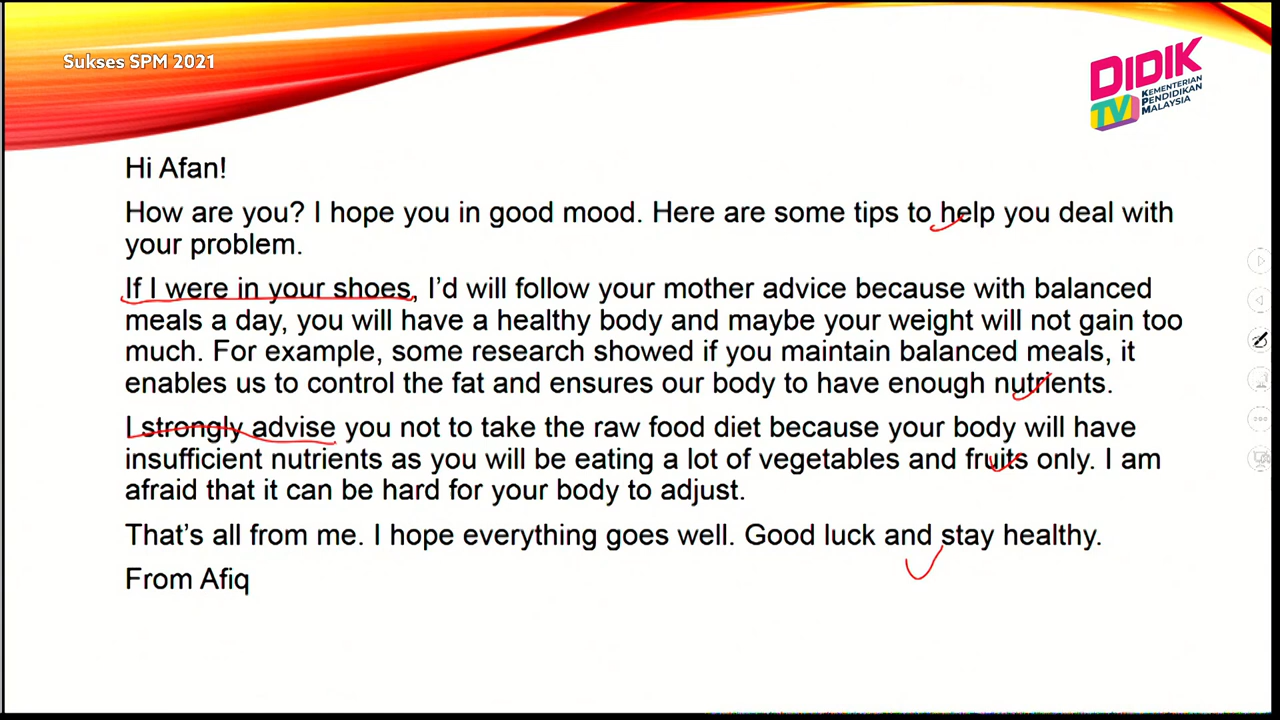 Sukses SPM 2021
DIDIK
TV
KEMENTERIAN
PENDIDIKAN
MALAYSIA
Hi Afan!
How are you? I hope you in good mood. Here are some tips to help you deal with
your problem.
If I were in your shoes, I'd will follow your mother advice because with balanced
meals a day, you will have a healthy body and maybe your weight will not gain too
much. For example, some research showed if you maintain balanced meals, it
enables us to control the fat and ensures our body to have enough nutrients.
I strongly advise you not to take the raw food diet because your body will have
insufficient nutrients as you will be eating a lot of vegetables and fruits only. I am
afraid that it can be hard for your body to adjust.
That's all from me. I hope everything goes well. Good luck and stay healthy.
From Afiq